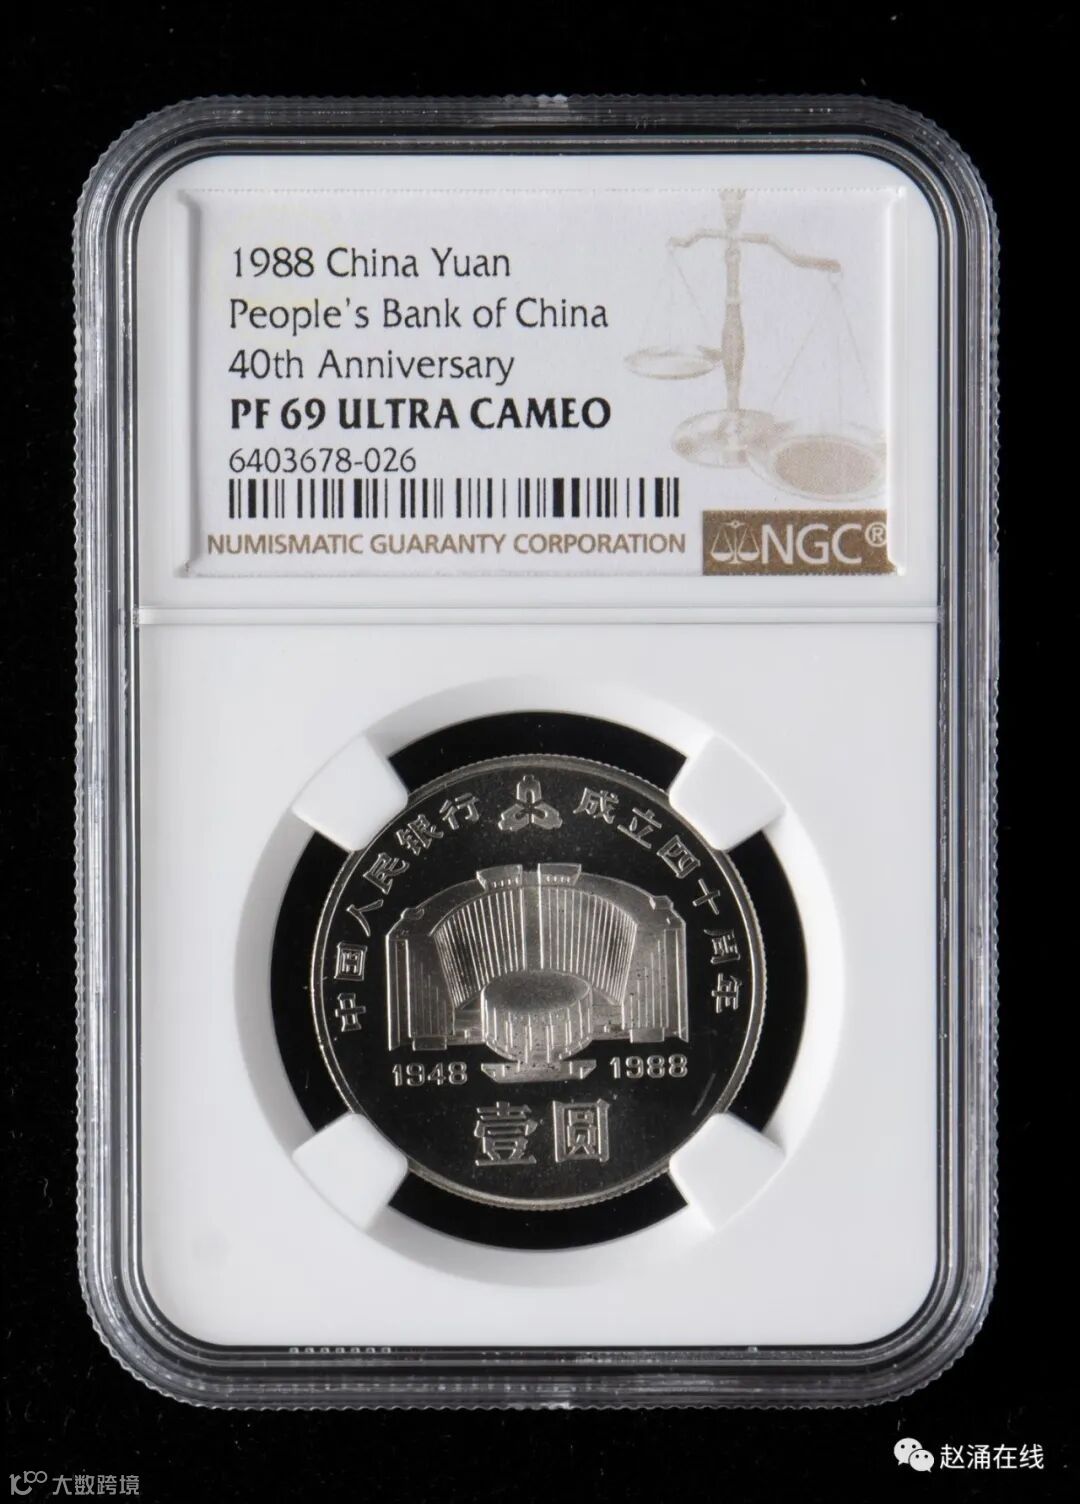 1988 China Yuan
People's Bank of China
40th Anniversary
PF 69 ULTRA CAMEO
6403678-026
NUMISMATIC GUARANTY CORPORATION
NGC®
中国人民银行 成立四十周年
1948 1988
壹圆
大数跨境
赵涌在线